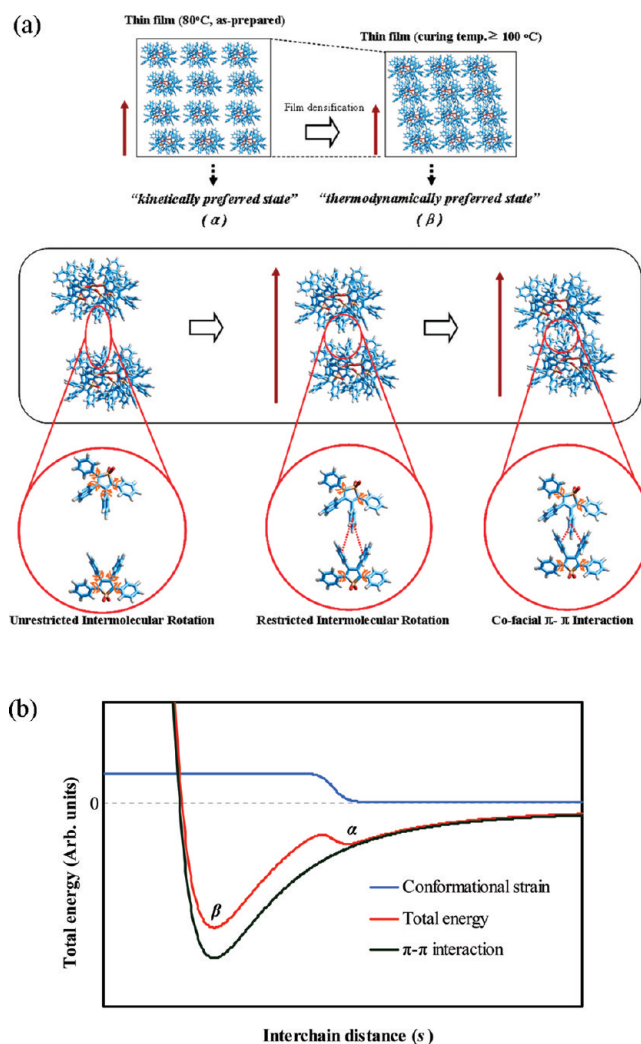 (a)
Thin film (80°C, as-prepared)
Thin film (curing temp.≥ 100 °C)
Film densification
“kinetically preferred state”
( α )
“thermodynamically preferred state”
( β )
Unrestricted Intermolecular Rotation
Restricted Intermolecular Rotation
Co-facial π- π Interaction
(b)
Total energy (Arb. units)
0
α
β
Conformational strain
Total energy
π-π interaction
Interchain distance (s)